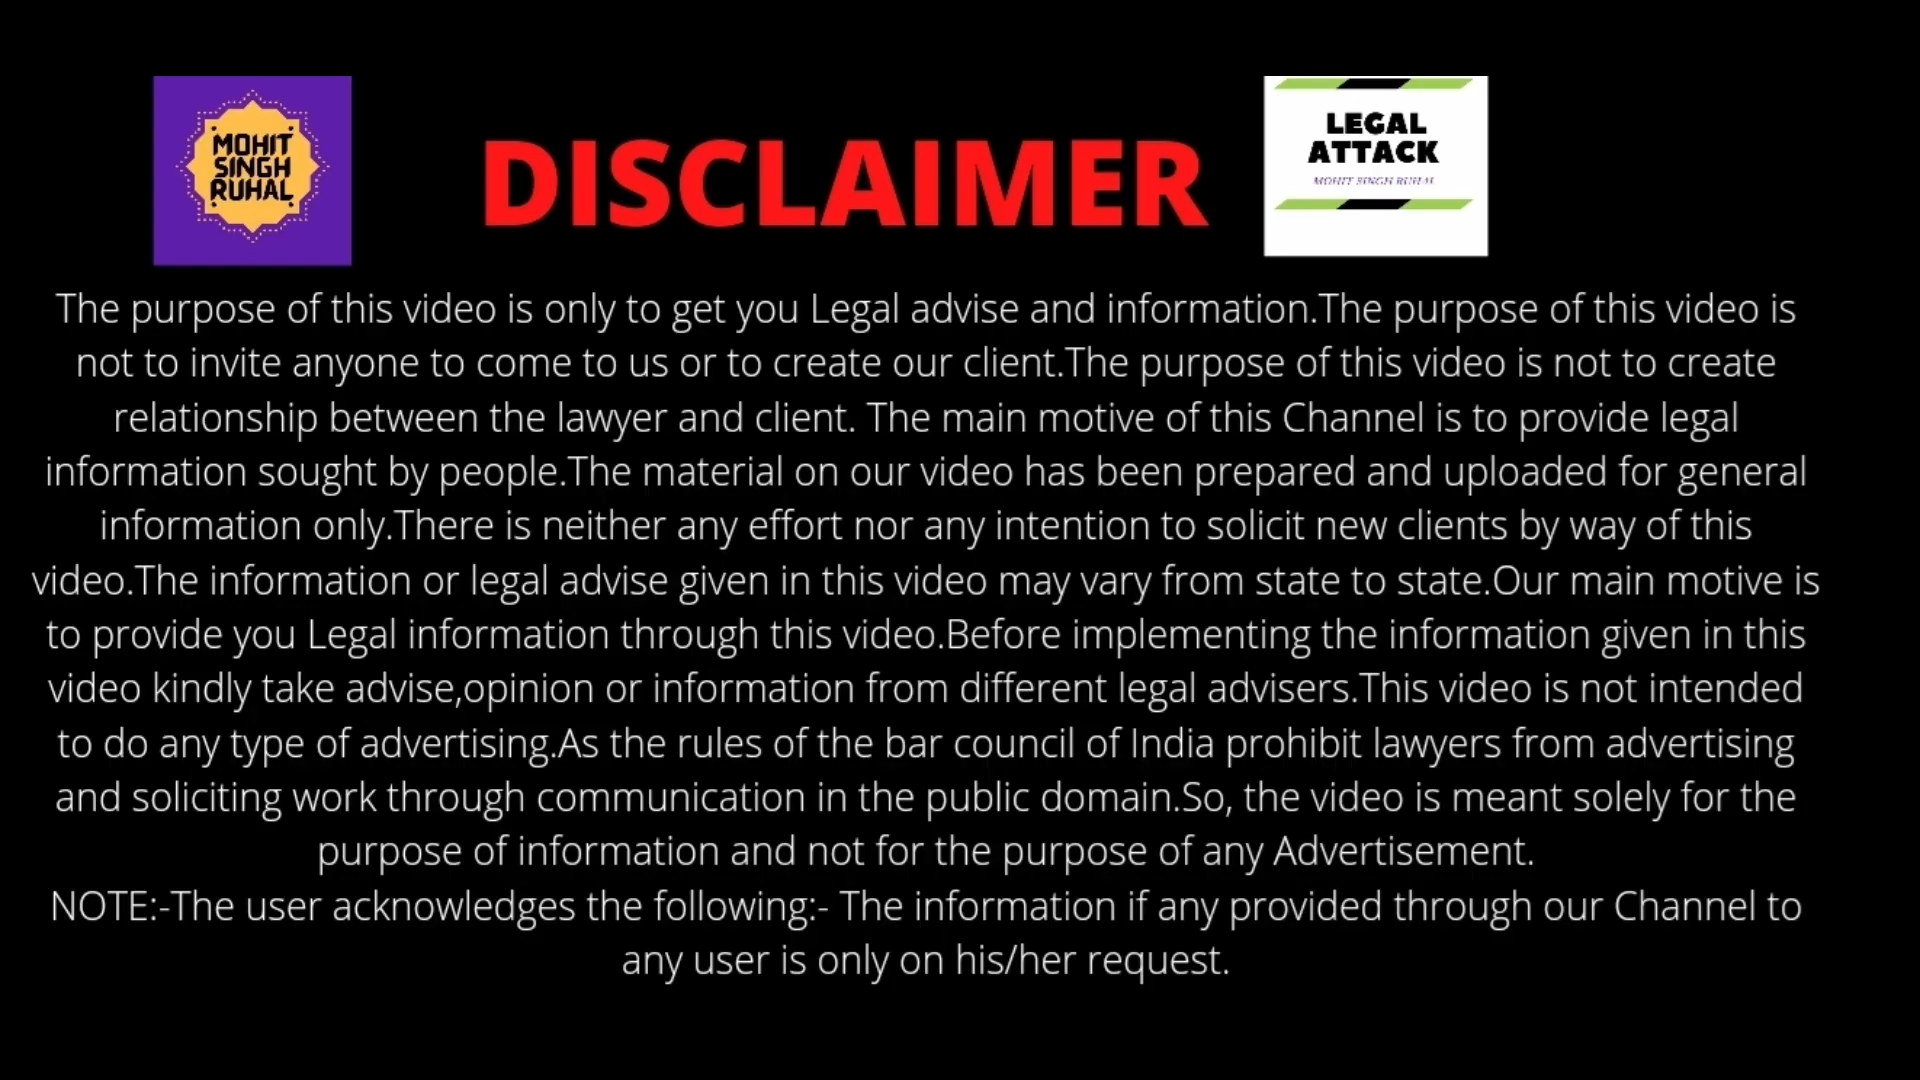 MOHIT
SINGH
RUHAL
DISCLAIMER
LEGAL
ATTACK
MOHIT SINGH RUHAL
The purpose of this video is only to get you Legal advise and information.The purpose of this video is
not to invite anyone to come to us or to create our client.The purpose of this video is not to create
relationship between the lawyer and client. The main motive of this Channel is to provide legal
information sought by people.The material on our video has been prepared and uploaded for general
information only.There is neither any effort nor any intention to solicit new clients by way of this
video.The information or legal advise given in this video may vary from state to state.Our main motive is
to provide you Legal information through this video.Before implementing the information given in this
video kindly take advise,opinion or information from different legal advisers.This video is not intended
to do any type of advertising.As the rules of the bar council of India prohibit lawyers from advertising
and soliciting work through communication in the public domain.So, the video is meant solely for the
purpose of information and not for the purpose of any Advertisement.
NOTE:-The user acknowledges the following:- The information if any provided through our Channel to
any user is only on his/her request.